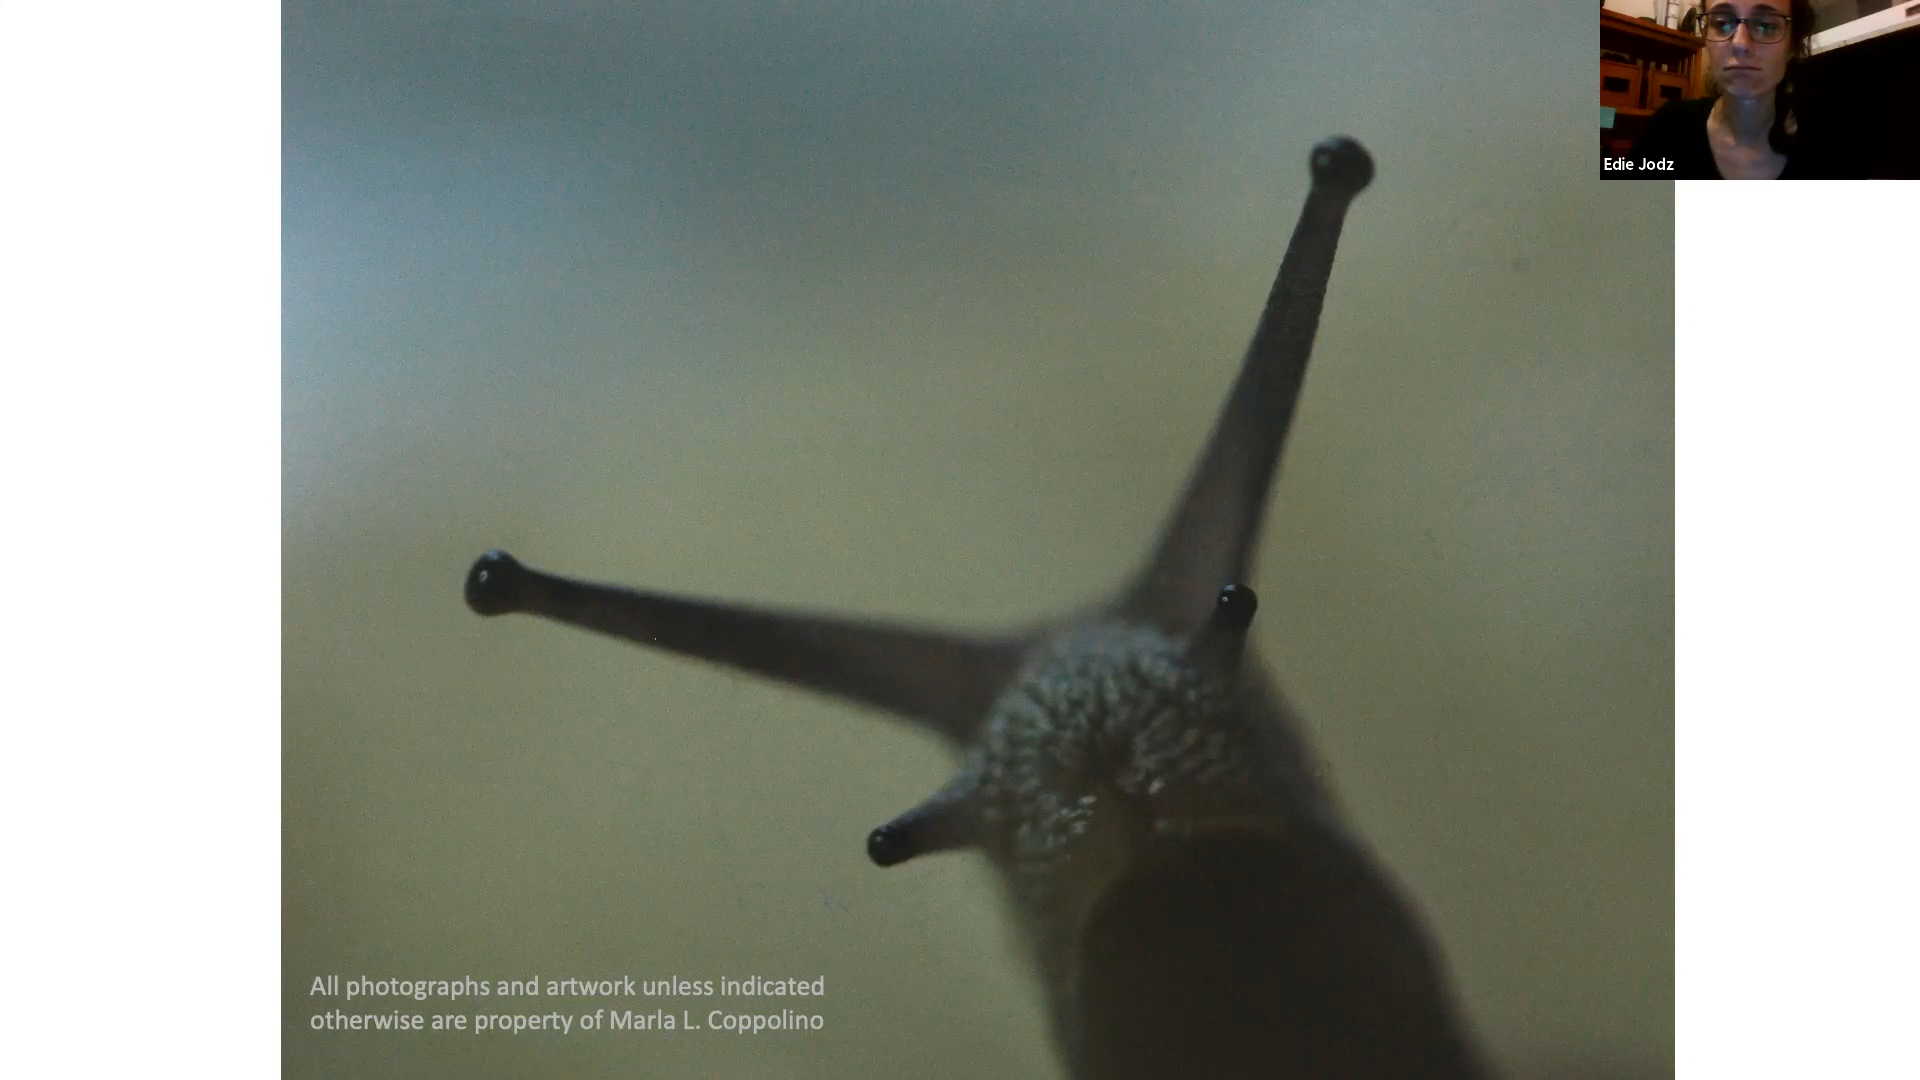 Edie Jodz
All photographs and artwork unless indicated
otherwise are property of Marla L. Coppolino